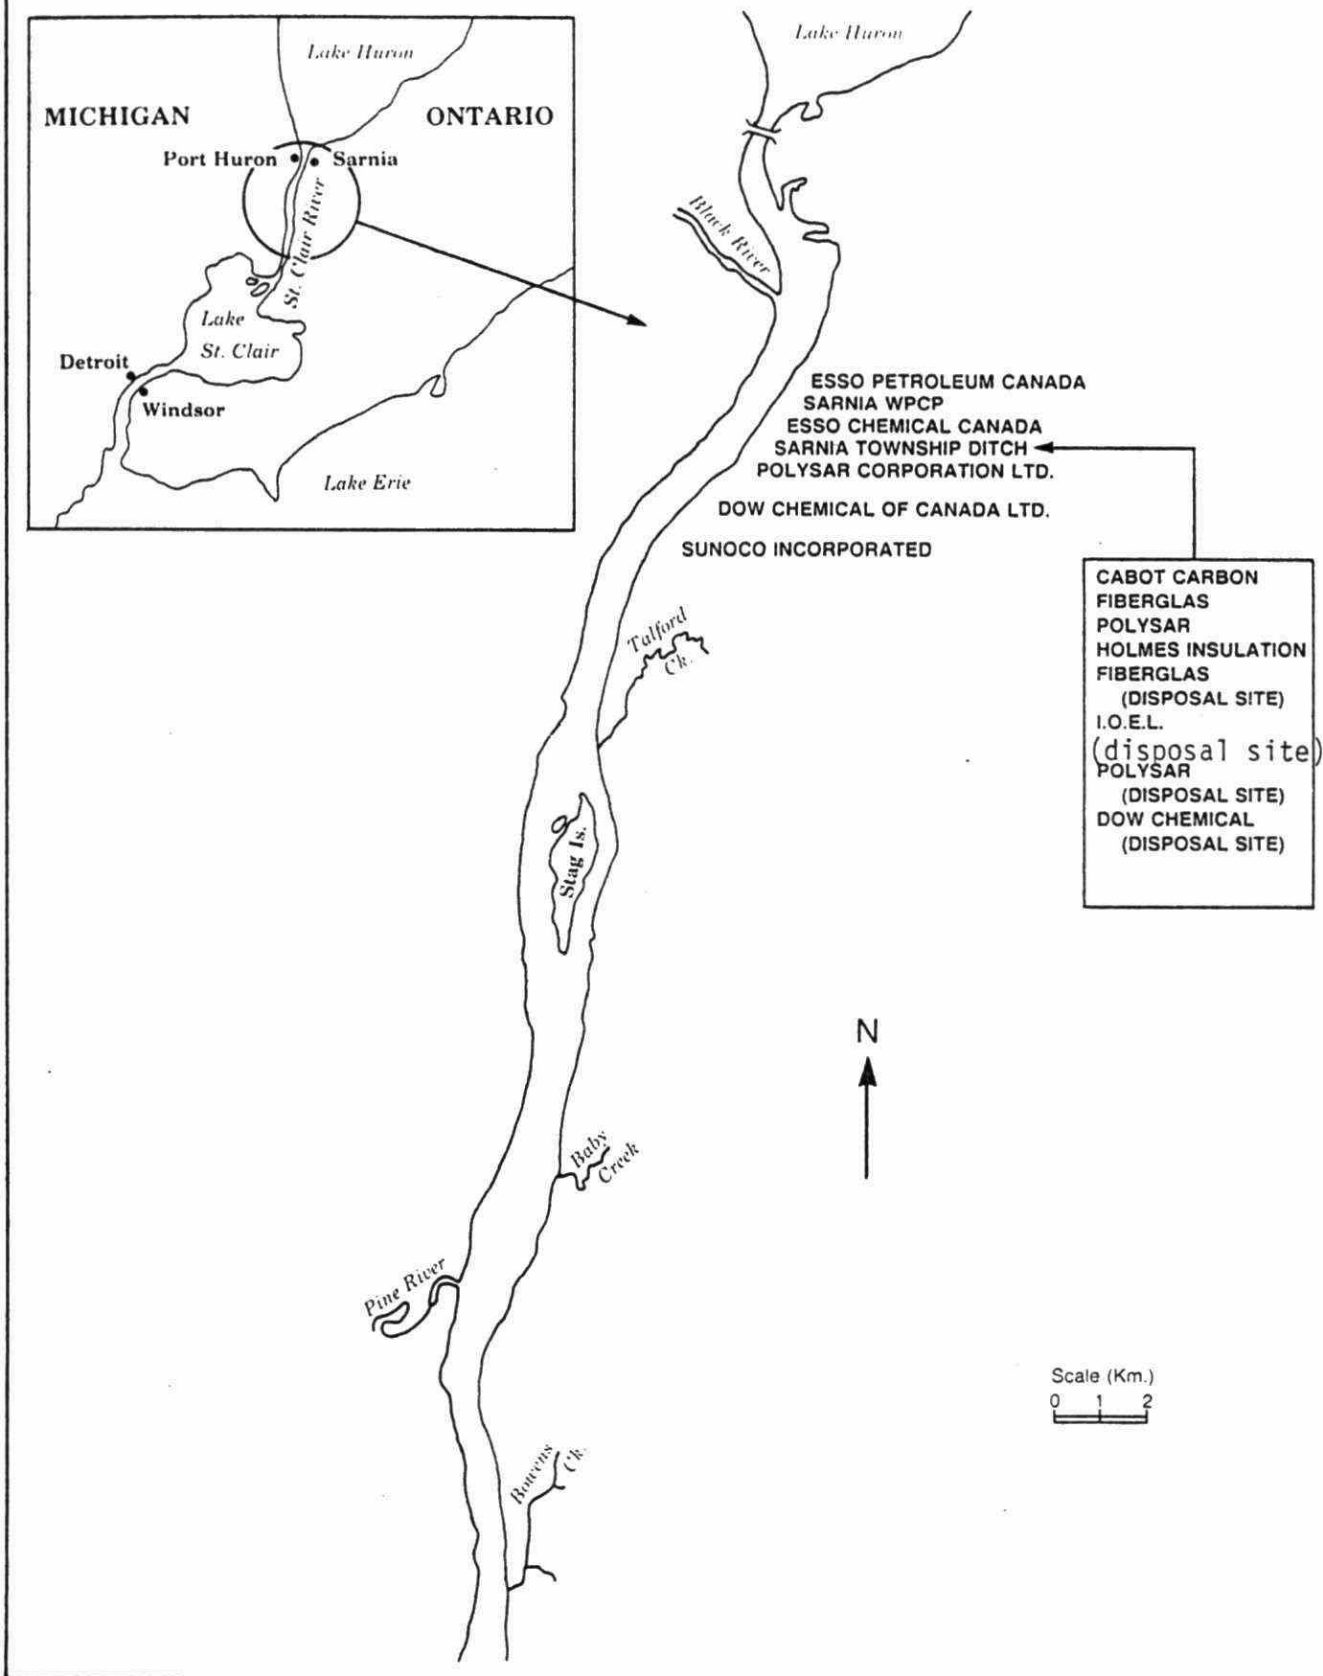 Lake Huron
MICHIGAN
ONTARIO
Port Huron
Sarnia
St. Clair River
Lake
St. Clair
Detroit
Windsor
Lake Erie
Lake Huron
Black River
ESSO PETROLEUM CANADA
SARNIA WPCP
ESSO CHEMICAL CANADA
SARNIA TOWNSHIP DITCH
POLYSAR CORPORATION LTD.
DOW CHEMICAL OF CANADA LTD.
SUNOCO INCORPORATED
CABOT CARBON
FIBERGLAS
POLYSAR
HOLMES INSULATION
FIBERGLAS
(DISPOSAL SITE)
I.O.E.L.
(disposal site)
POLYSAR
(DISPOSAL SITE)
DOW CHEMICAL
(DISPOSAL SITE)
Talford
Ck.
Stag Is.
N
Baby
Creek
Pine River
Scale (Km.)
0 1 2
Bowens
Ck.